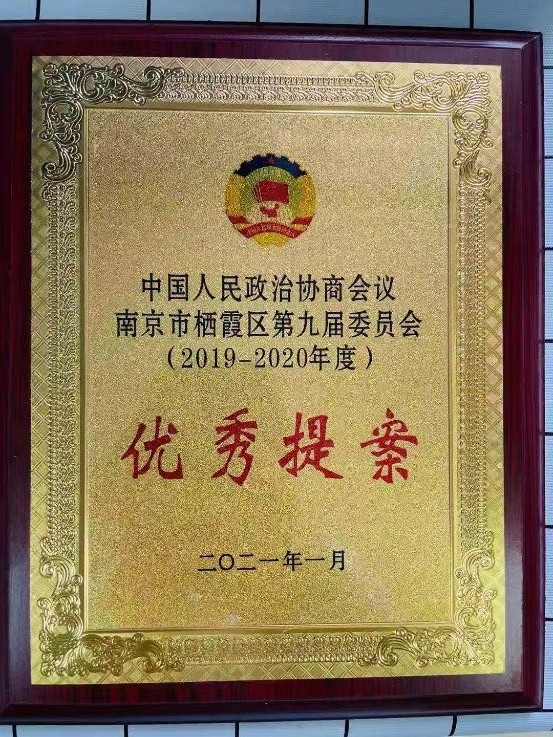 中国人民政治协商会议
南京市栖霞区第九届委员会
(2019-2020年度)
优秀提案
二〇二一年一月